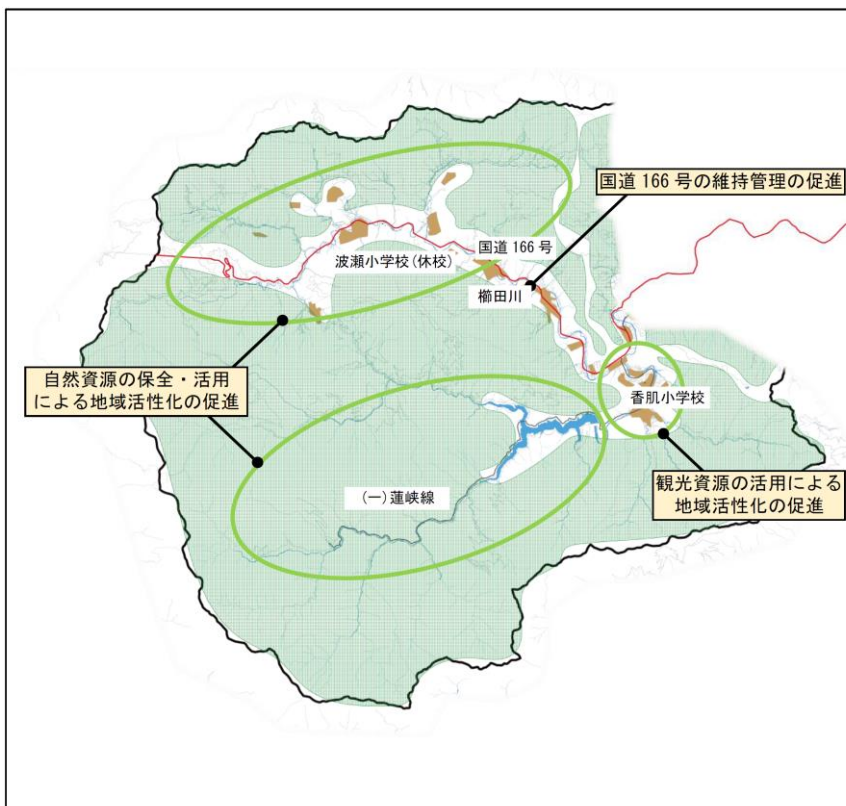 国道 166 号の維持管理の促進
国道 166 号
波瀬小学校(休校)
櫛田川
自然資源の保全・活用
による地域活性化の促進
香肌小学校
観光資源の活用による
地域活性化の促進
(一)蓮峡線